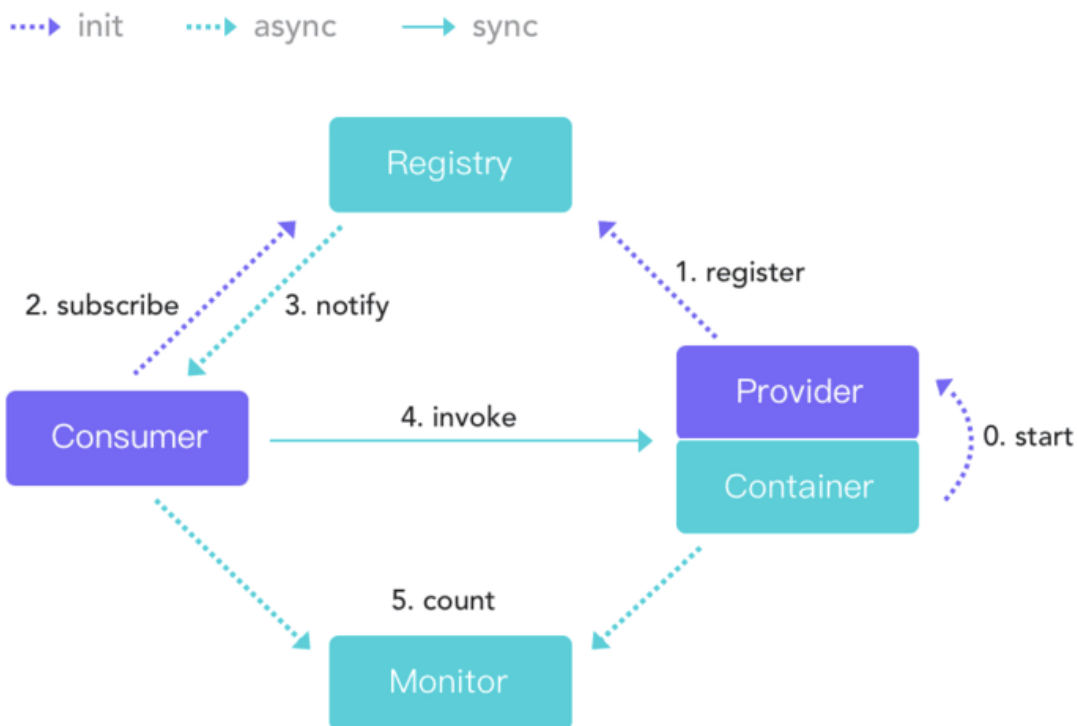 init async sync
Registry
1. register
2. subscribe
3. notify
Provider
Consumer
4. invoke
0. start
Container
5. count
Monitor